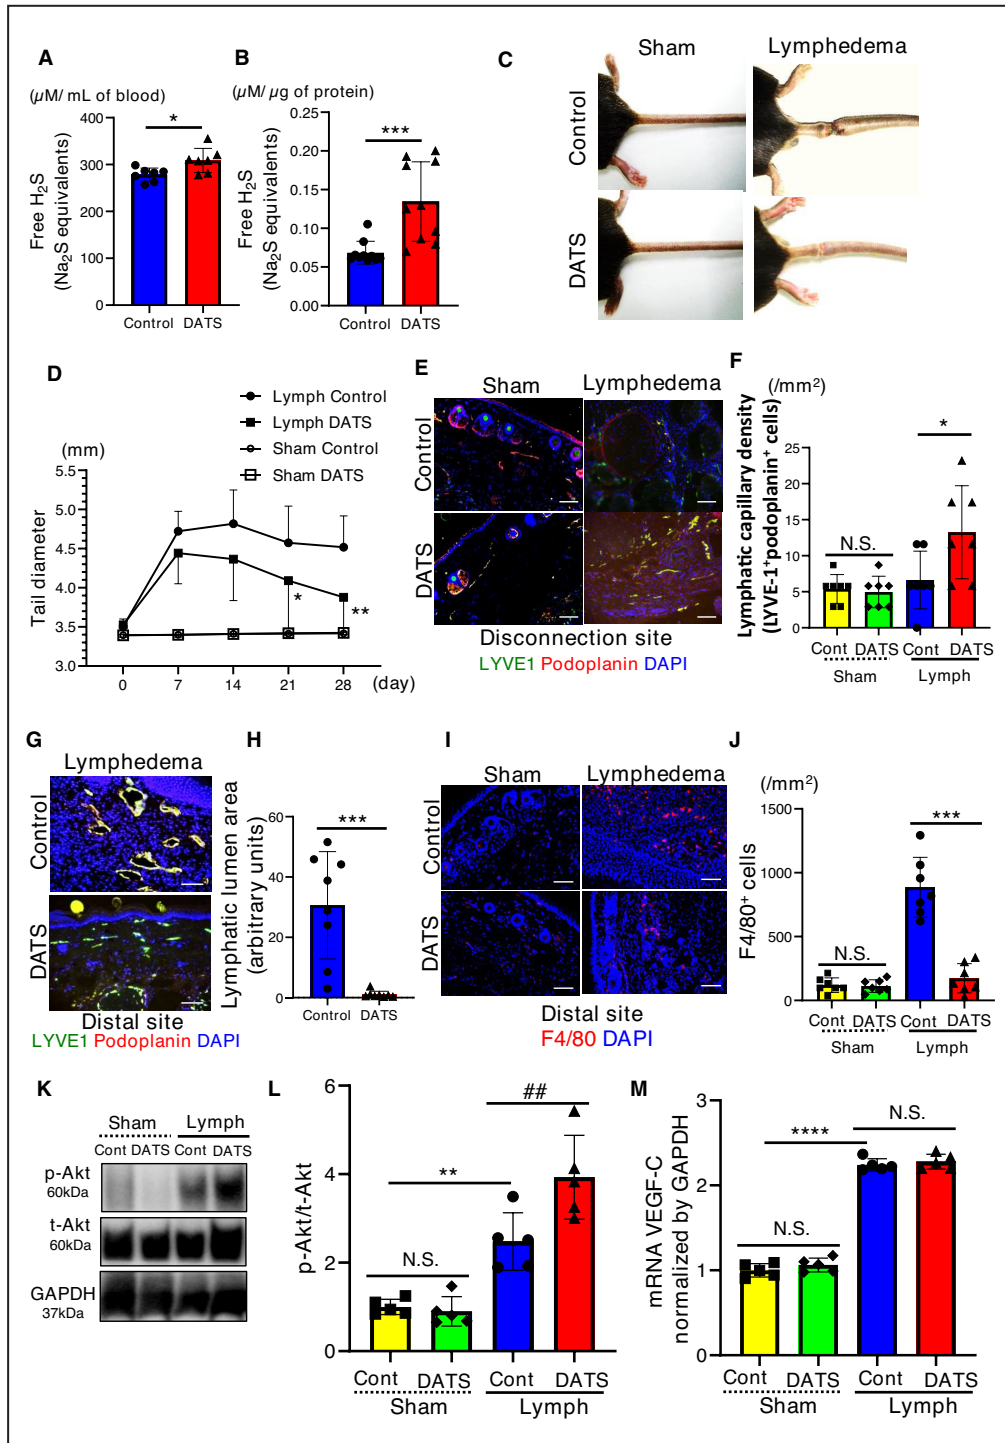 A
(μM/ mL of blood)
Free H2S
(Na2S equivalents)
400
300
200
100
0
*
Control
DATS
B
(μM/ μg of protein)
Free H2S
(Na2S equivalents)
0.25
0.20
0.15
0.10
0.05
0.00
***
Control
DATS
C
Sham
Lymphedema
Control
DATS
D
Lymph Control
Lymph DATS
Sham Control
Sham DATS
(mm)
Tail diameter
5.5
5.0
4.5
4.0
3.5
3.0
*
**
0
7
14
21
28
(day)
E
Sham
Lymphedema
Control
DATS
Disconnection site
LYVE1 Podoplanin DAPI
F
(/mm²)
Lymphatic capillary density
(LYVE-1⁺podoplanin⁺ cells)
25
20
15
10
5
0
N.S.
*
Cont DATS
Cont DATS
Sham
Lymph
G
Lymphedema
Control
DATS
Distal site
LYVE1 Podoplanin DAPI
H
Lymphatic lumen area
(arbitrary units)
60
40
20
0
***
Control
DATS
I
Sham
Lymphedema
Control
DATS
Distal site
F4/80 DAPI
J
(/mm²)
F4/80⁺ cells
1500
1000
500
0
N.S.
***
Cont DATS
Cont DATS
Sham
Lymph
K
Sham
Lymph
Cont DATS Cont DATS
p-Akt
60kDa
t-Akt
60kDa
GAPDH
37kDa
L
p-Akt/t-Akt
6
4
2
0
N.S.
**
##
Cont DATS
Cont DATS
Sham
Lymph
M
mRNA VEGF-C
normalized by GAPDH
3
2
1
0
N.S.
****
N.S.
Cont DATS
Cont DATS
Sham
Lymph